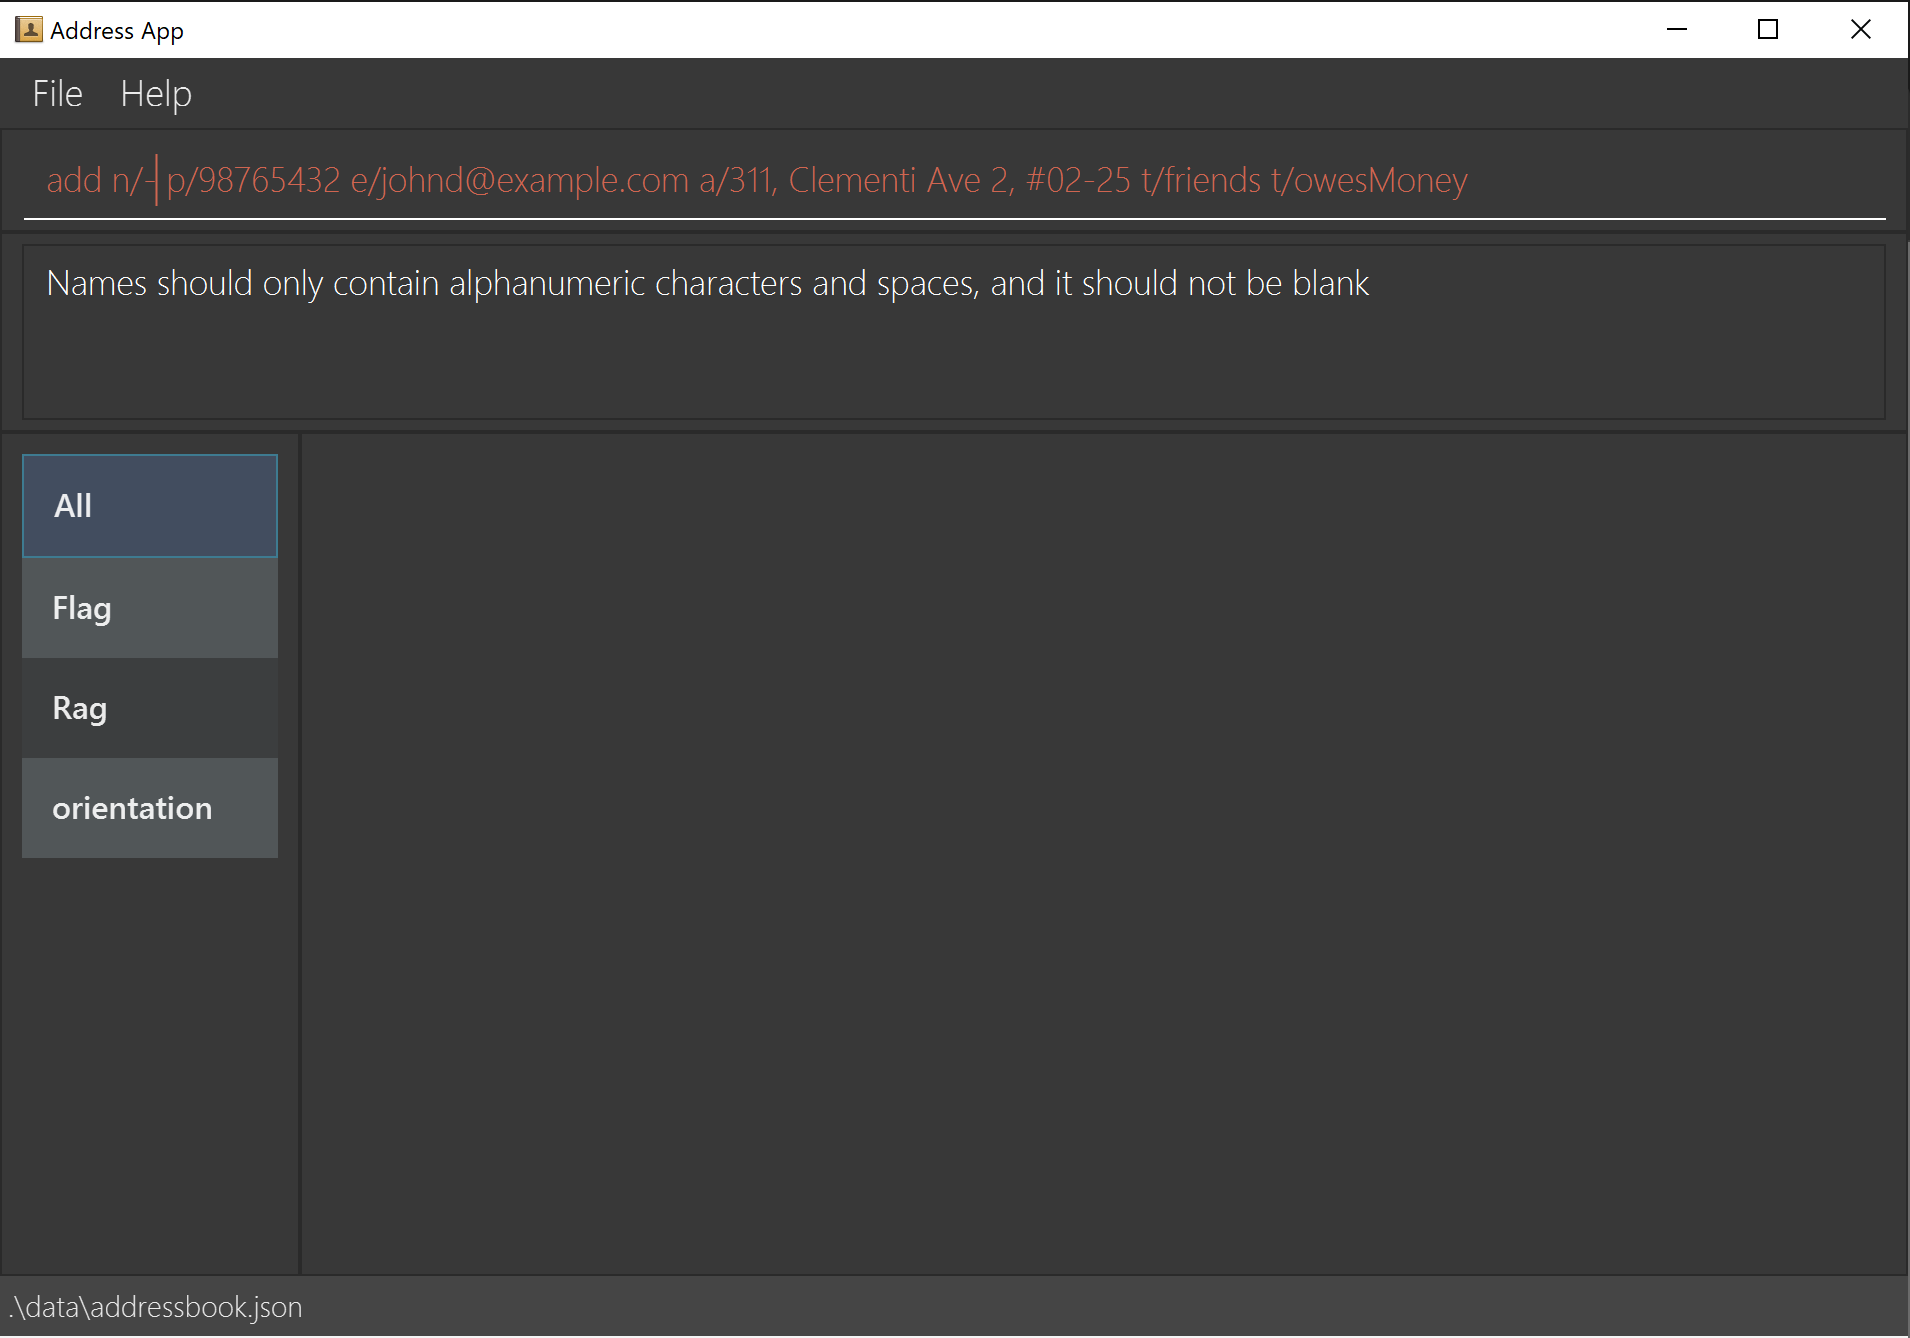 Address App
File Help
add n/- p/98765432 e/johnd@example.com a/311, Clementi Ave 2, #02-25 t/friends t/owesMoney
Names should only contain alphanumeric characters and spaces, and it should not be blank
All
Flag
Rag
orientation
.\data\addressbook.json